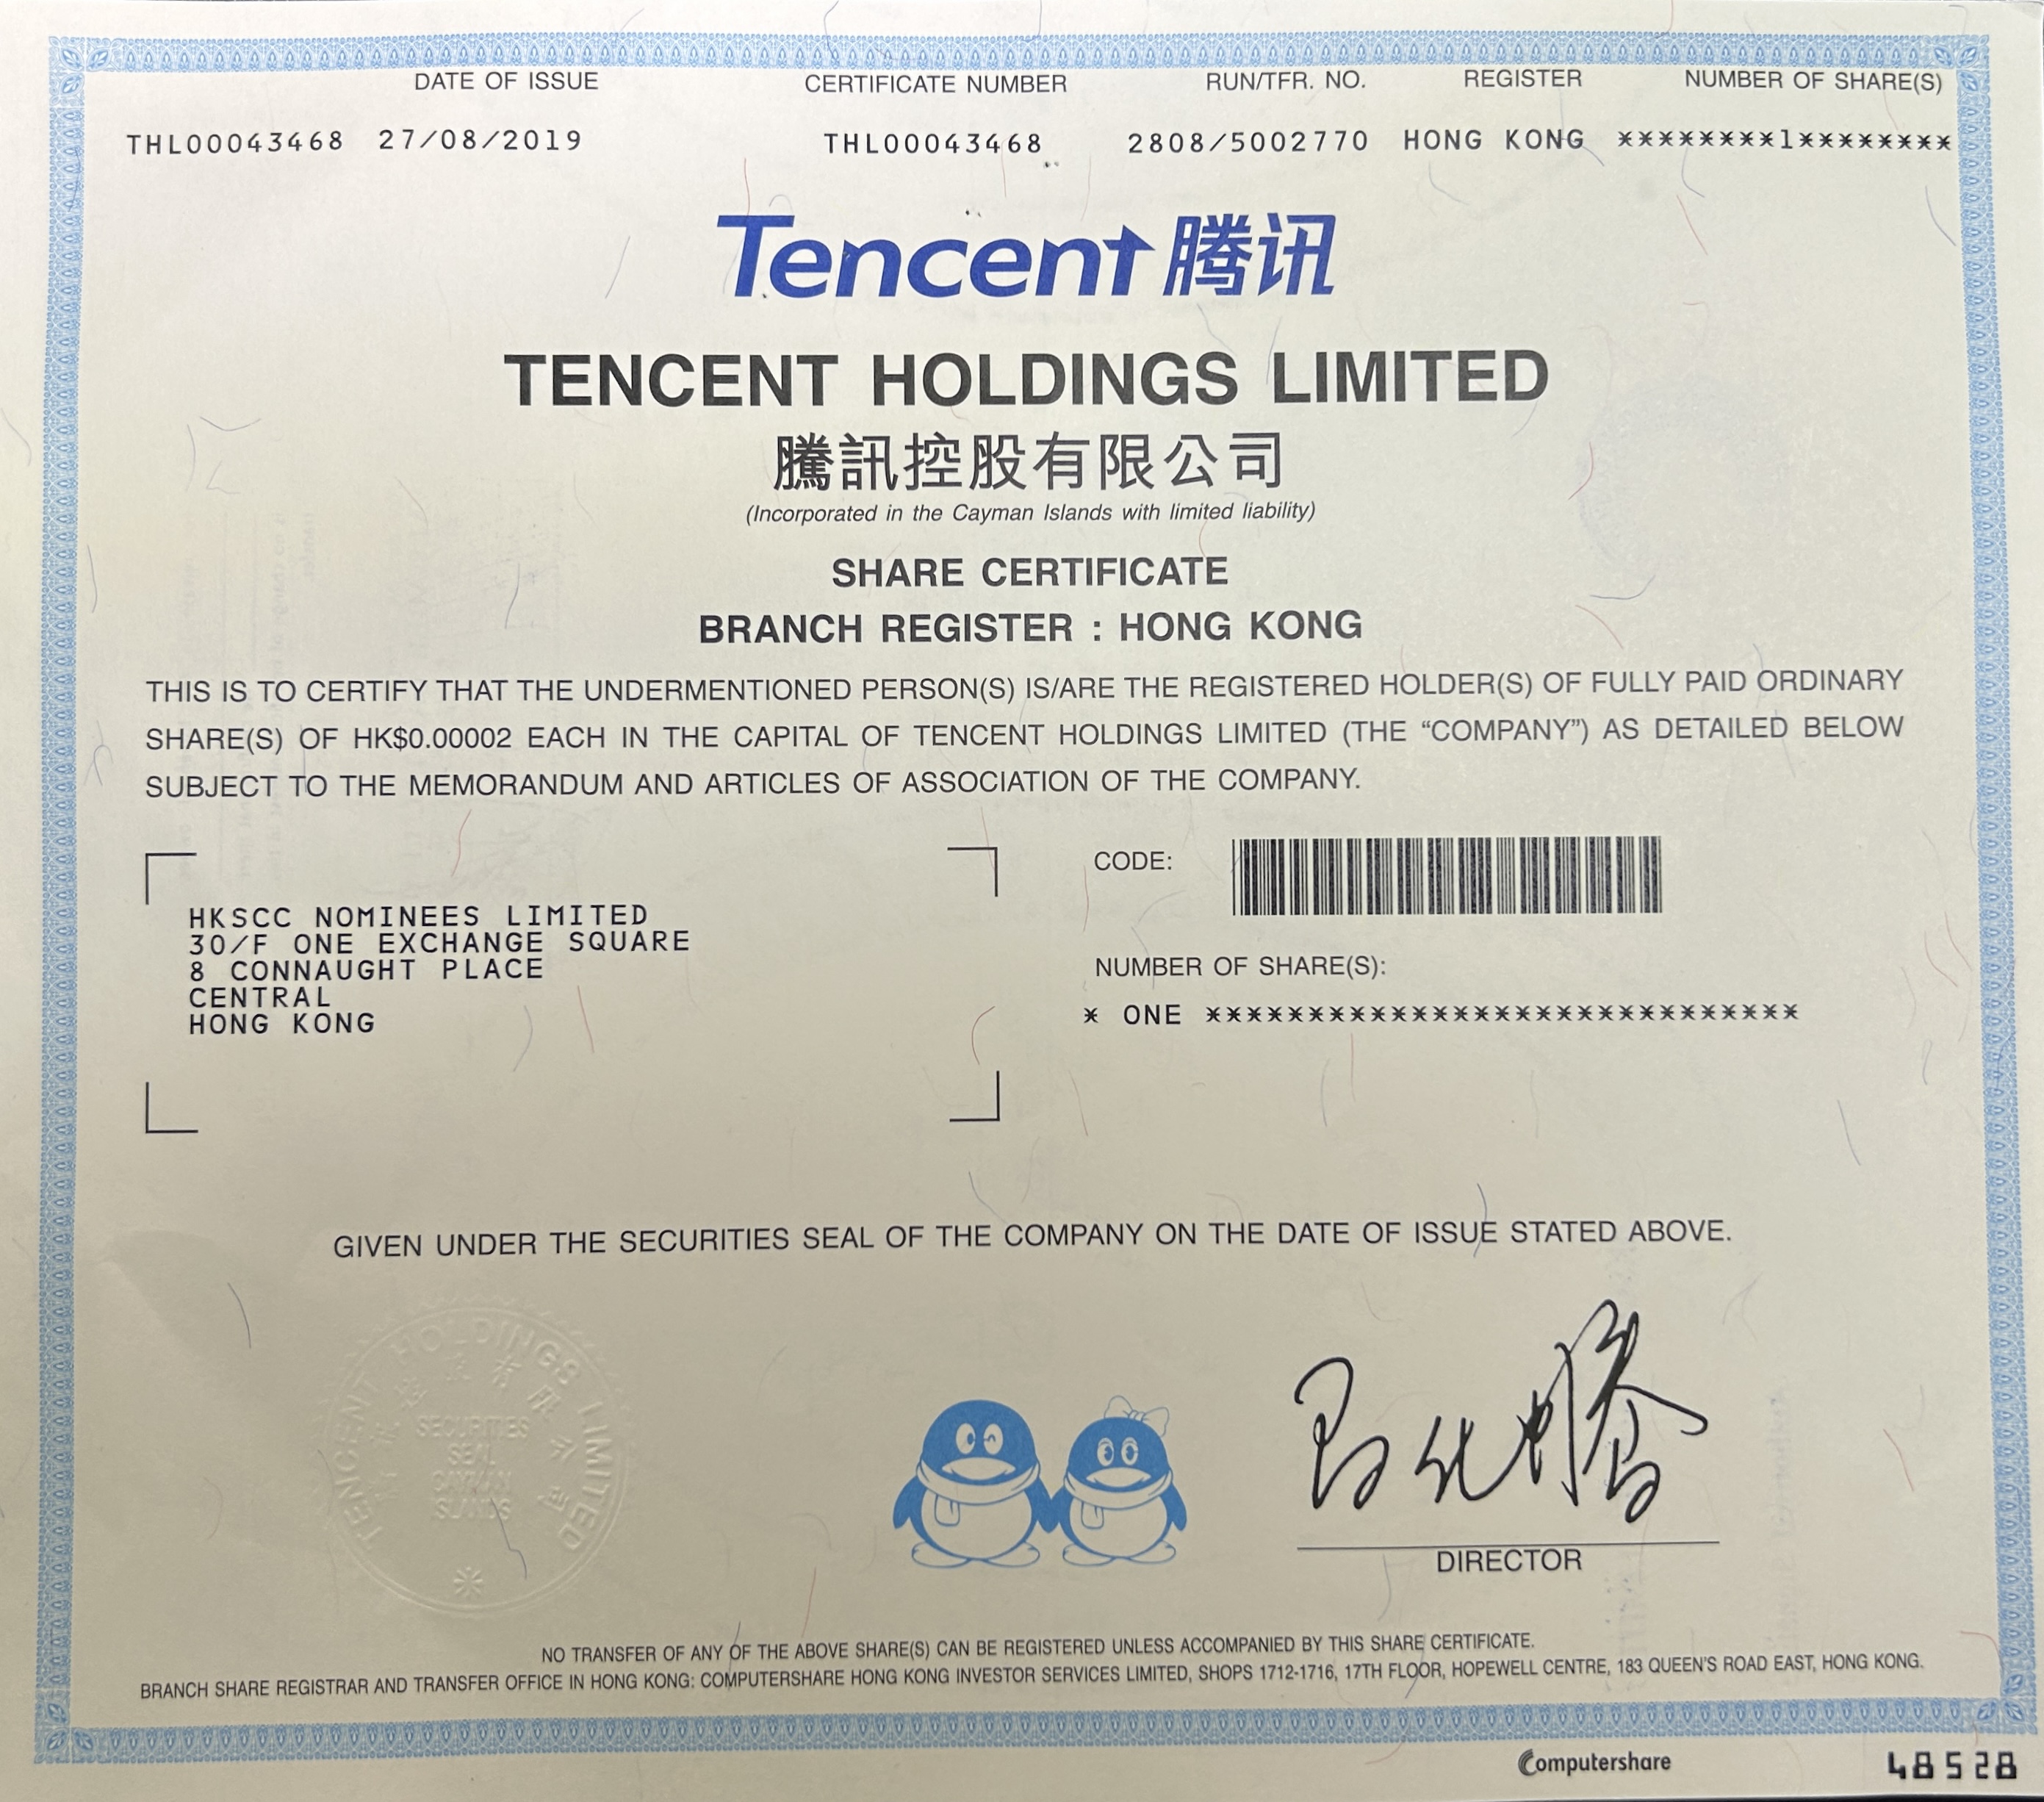 DATE OF ISSUE CERTIFICATE NUMBER RUN/TFR. NO. REGISTER NUMBER OF SHARE(S)
THL00043468 27/08/2019 THL00043468 2808/5002770 HONG KONG ********1********
Tencent 腾讯
TENCENT HOLDINGS LIMITED
騰訊控股有限公司
(Incorporated in the Cayman Islands with limited liability)
SHARE CERTIFICATE
BRANCH REGISTER : HONG KONG
THIS IS TO CERTIFY THAT THE UNDERMENTIONED PERSON(S) IS/ARE THE REGISTERED HOLDER(S) OF FULLY PAID ORDINARY
SHARE(S) OF HK$0.00002 EACH IN THE CAPITAL OF TENCENT HOLDINGS LIMITED (THE “COMPANY”) AS DETAILED BELOW
SUBJECT TO THE MEMORANDUM AND ARTICLES OF ASSOCIATION OF THE COMPANY.
HKSCC NOMINEES LIMITED
30/F ONE EXCHANGE SQUARE
8 CONNAUGHT PLACE
CENTRAL
HONG KONG
CODE:
NUMBER OF SHARE(S):
* ONE *****************************
GIVEN UNDER THE SECURITIES SEAL OF THE COMPANY ON THE DATE OF ISSUE STATED ABOVE.
TENCENT HOLDINGS LIMITED
SECURITIES
SEAL
CAYMAN
ISLANDS
DIRECTOR
NO TRANSFER OF ANY OF THE ABOVE SHARE(S) CAN BE REGISTERED UNLESS ACCOMPANIED BY THIS SHARE CERTIFICATE.
BRANCH SHARE REGISTRAR AND TRANSFER OFFICE IN HONG KONG: COMPUTERSHARE HONG KONG INVESTOR SERVICES LIMITED, SHOPS 1712-1716, 17TH FLOOR, HOPEWELL CENTRE, 183 QUEEN'S ROAD EAST, HONG KONG.
Computershare
48528